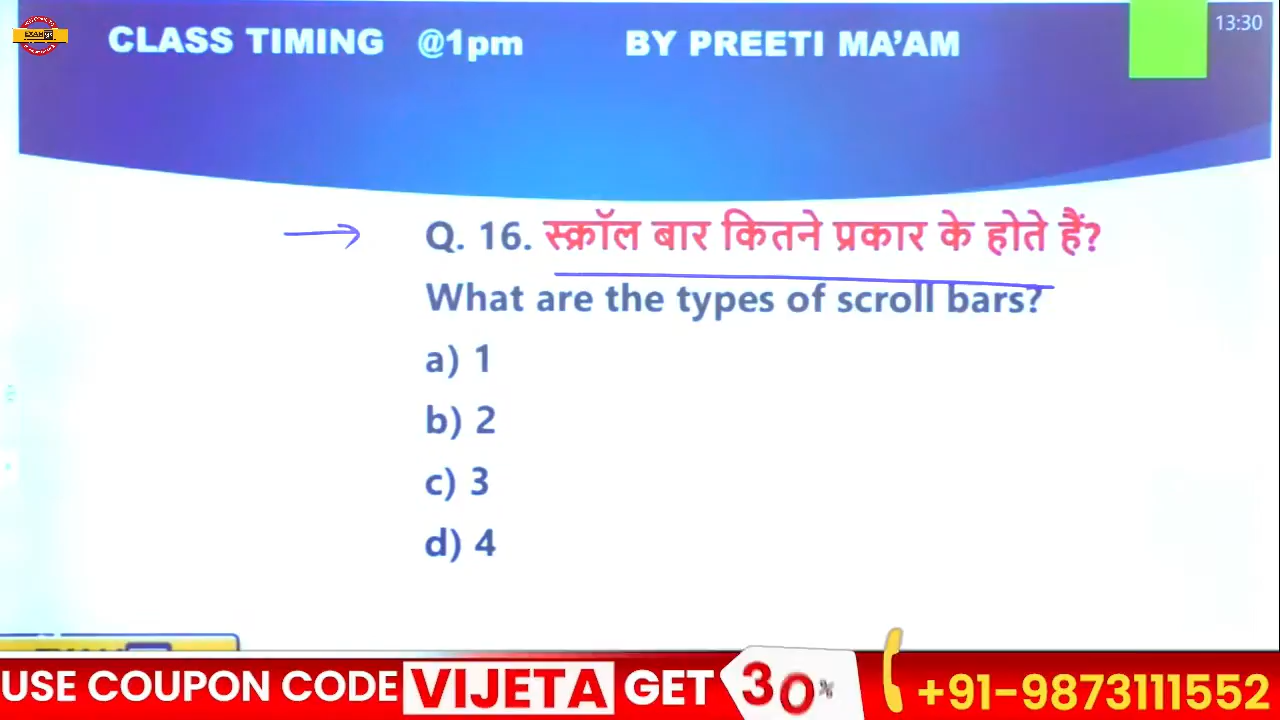 CLASS TIMING @1pm BY PREETI MA'AM
13:30
Q. 16. स्क्रॉल बार कितने प्रकार के होते हैं?
What are the types of scroll bars?
a) 1
b) 2
c) 3
d) 4
USE COUPON CODE VIJETA GET 30% +91-9873111552